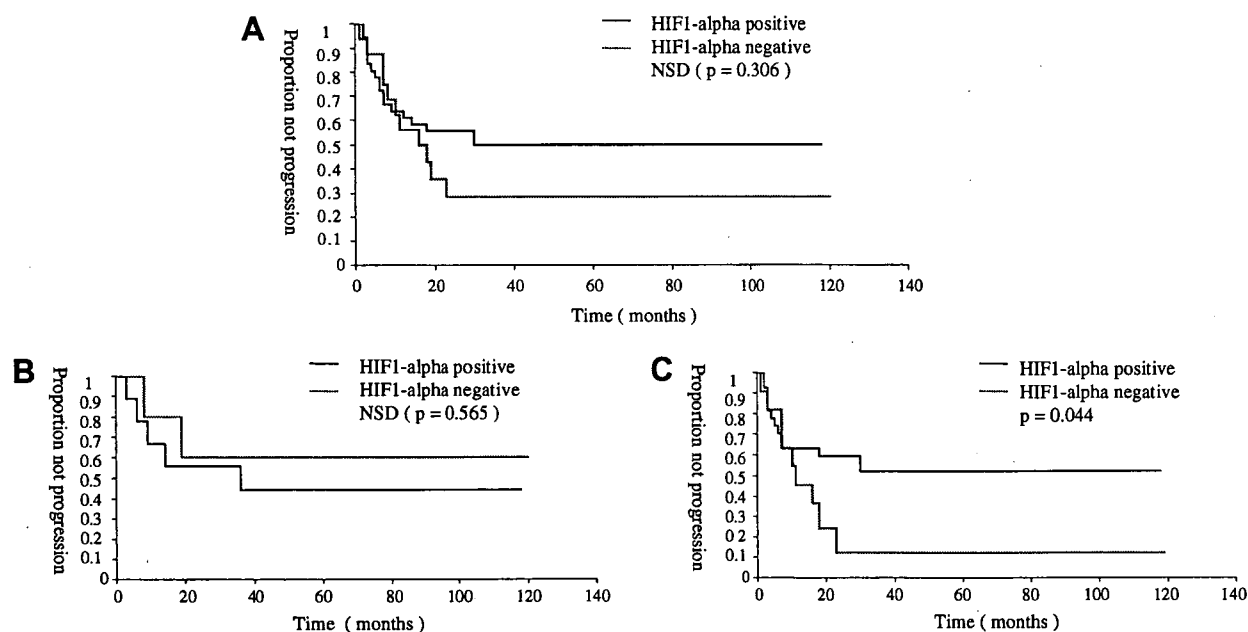 A
Proportion not progression
1
0.9
0.8
0.7
0.6
0.5
0.4
0.3
0.2
0.1
0
HIF1-alpha positive
HIF1-alpha negative
NSD ( p = 0.306 )
0 20 40 60 80 100 120 140
Time ( months )
B
Proportion not progression
1
0.9
0.8
0.7
0.6
0.5
0.4
0.3
0.2
0.1
0
HIF1-alpha positive
HIF1-alpha negative
NSD ( p = 0.565 )
0 20 40 60 80 100 120 140
Time ( months )
C
Proportion not progression
1
0.9
0.8
0.7
0.6
0.5
0.4
0.3
0.2
0.1
0
HIF1-alpha positive
HIF1-alpha negative
p = 0.044
0 20 40 60 80 100 120 140
Time ( months )